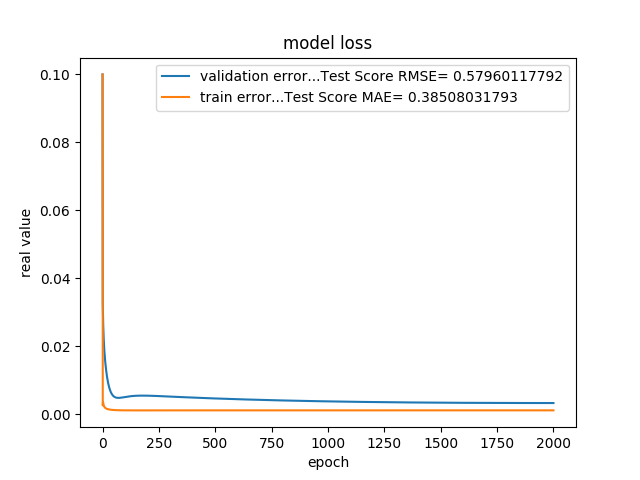 model loss
validation error...Test Score RMSE= 0.57960117792
train error...Test Score MAE= 0.38508031793
real value
0.10
0.08
0.06
0.04
0.02
0.00
0 250 500 750 1000 1250 1500 1750 2000
epoch